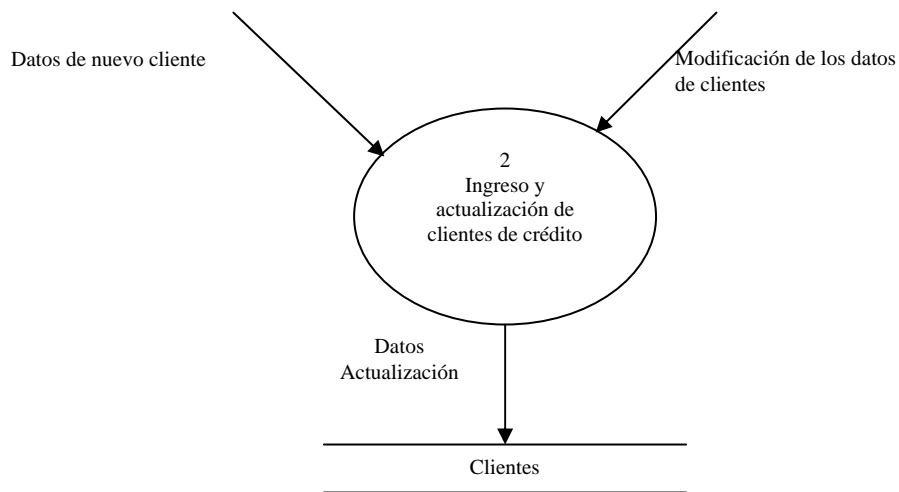 Datos de nuevo cliente
Modificación de los datos
de clientes
2
Ingreso y
actualización de
clientes de crédito
Datos
Actualización
Clientes